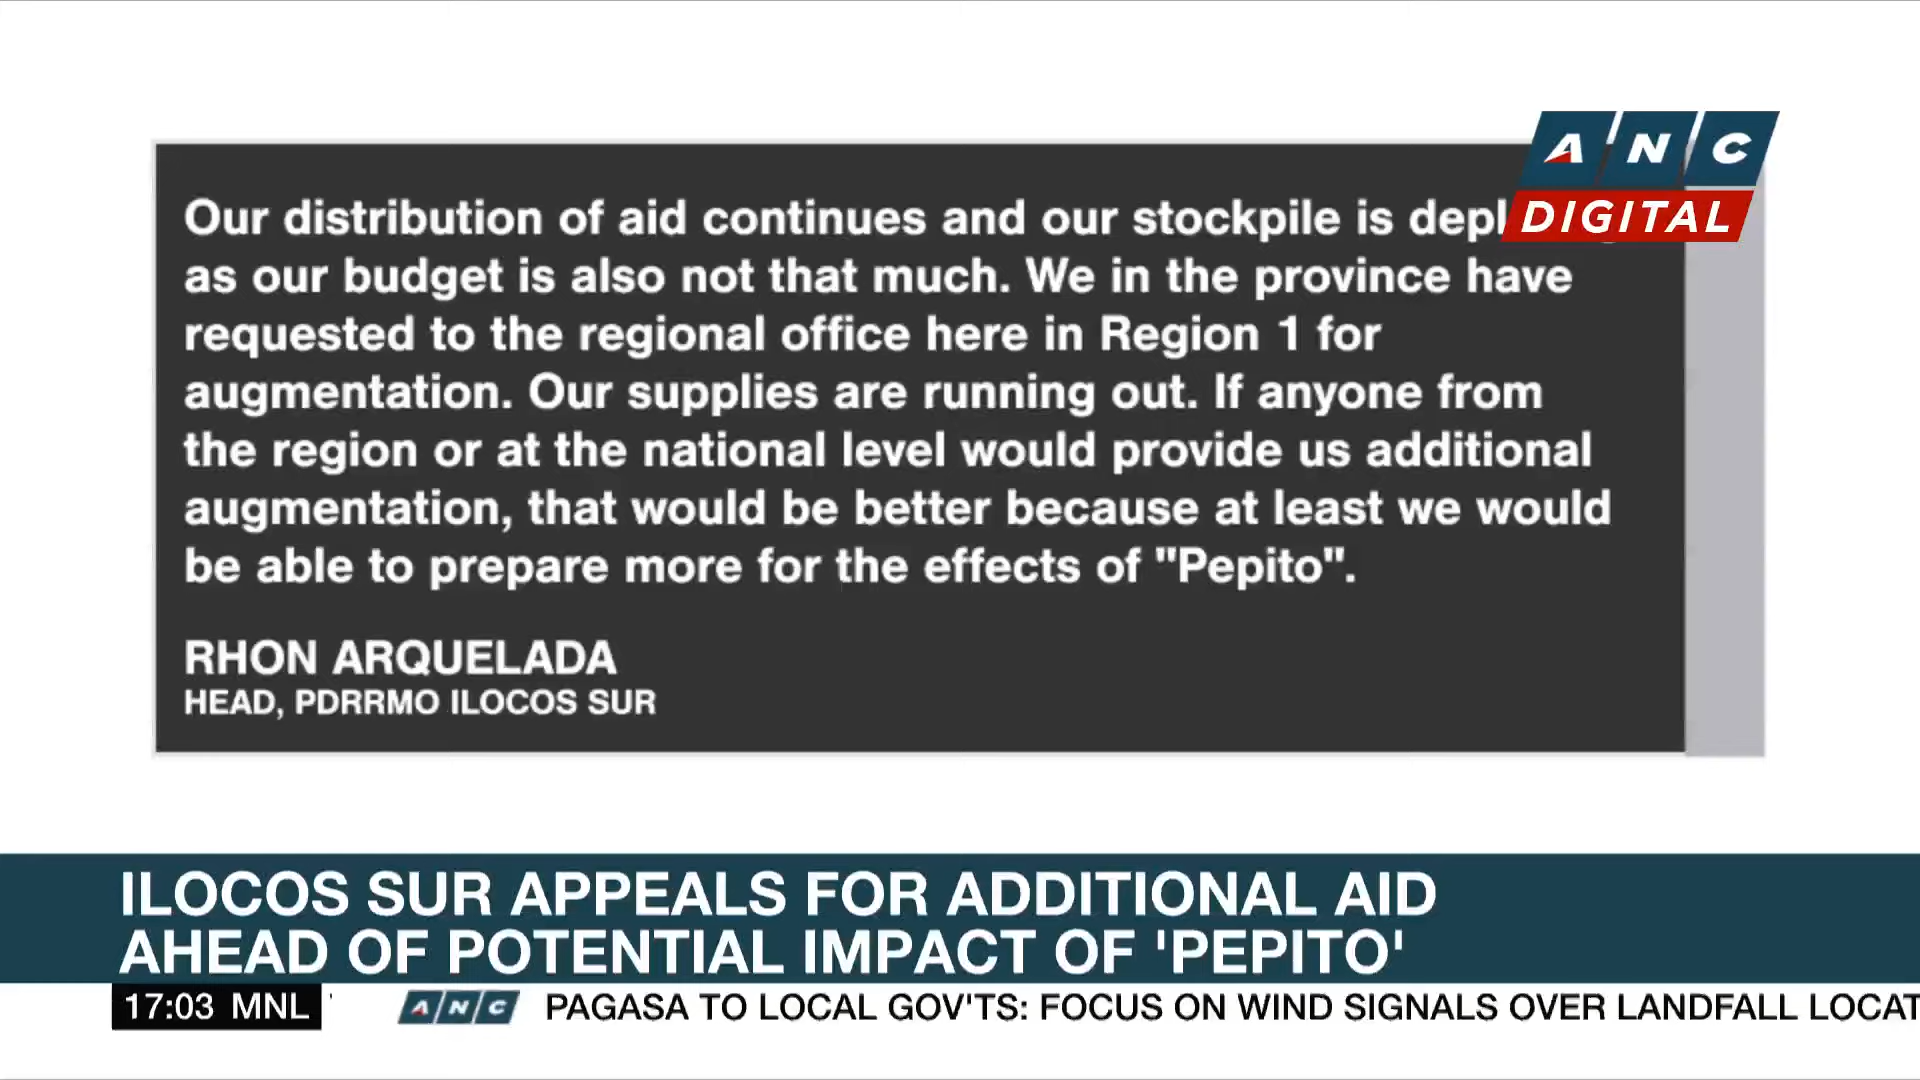 ANC
DIGITAL
Our distribution of aid continues and our stockpile is
as our budget is also not that much. We in the province have
requested to the regional office here in Region 1 for
augmentation. Our supplies are running out. If anyone from
the region or at the national level would provide us additional
augmentation, that would be better because at least we would
be able to prepare more for the effects of "Pepito".
RHON ARQUELADA
HEAD, PDRRMO ILOCOS SUR
ILOCOS SUR APPEALS FOR ADDITIONAL AID
AHEAD OF POTENTIAL IMPACT OF 'PEPITO'
17:03 MNL
ANC PAGASA TO LOCAL GOV'TS: FOCUS ON WIND SIGNALS OVER LANDFALL LOCAT